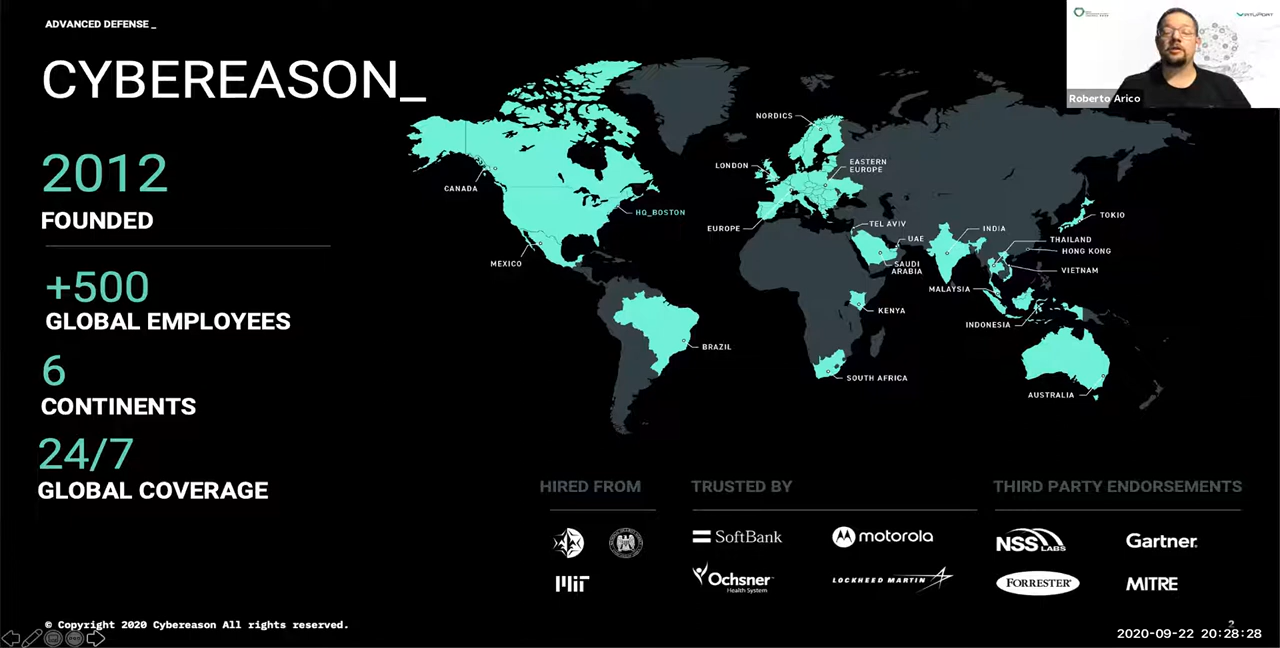 ADVANCED DEFENSE_
CYBEREASON_
2012
FOUNDED
+500
GLOBAL EMPLOYEES
6
CONTINENTS
24/7
GLOBAL COVERAGE
CANADA
HQ_BOSTON
MEXICO
BRAZIL
NORDICS
LONDON
EASTERN
EUROPE
EUROPE
TEL AVIV
UAE
SAUDI
ARABIA
INDIA
TOKIO
THAILAND
HONG KONG
VIETNAM
MALAYSIA
INDONESIA
KENYA
SOUTH AFRICA
AUSTRALIA
HIRED FROM
MIT
TRUSTED BY
SoftBank
motorola
Ochsner
Health System
LOCKHEED MARTIN
THIRD PARTY ENDORSEMENTS
NSS LABS
Gartner.
FORRESTER
MITRE
© Copyright 2020 Cybereason All rights reserved.
2
2020-09-22 20:28:28
Roberto Arico
VIRTUPORT